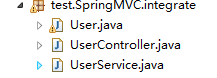 test.SpringMVC.integrate
User.java
UserController.java
UserService.java